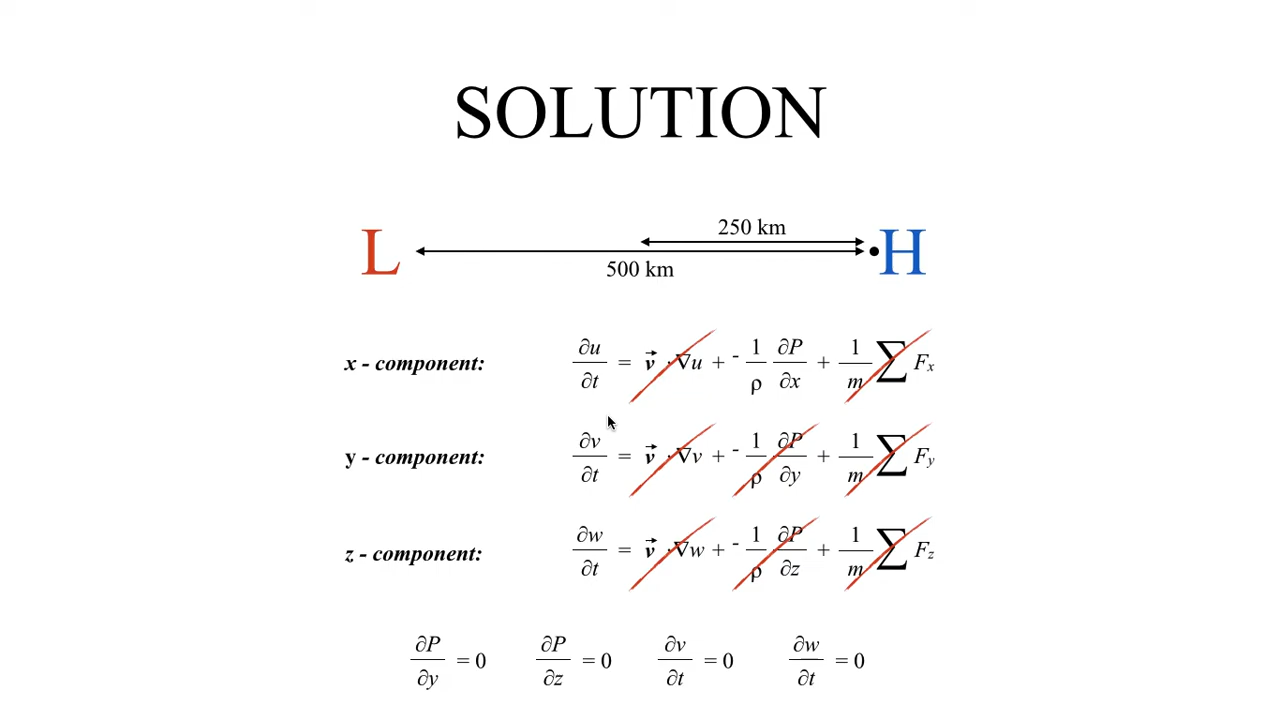 SOLUTION
250 km
L H
500 km
x - component: ∂u/∂t = v⃗ · ∇u + - 1/ρ ∂P/∂x + 1/m ∑ Fx
y - component: ∂v/∂t = v⃗ · ∇v + - 1/ρ ∂P/∂y + 1/m ∑ Fy
z - component: ∂w/∂t = v⃗ · ∇w + - 1/ρ ∂P/∂z + 1/m ∑ Fz
∂P/∂y = 0 ∂P/∂z = 0 ∂v/∂t = 0 ∂w/∂t = 0